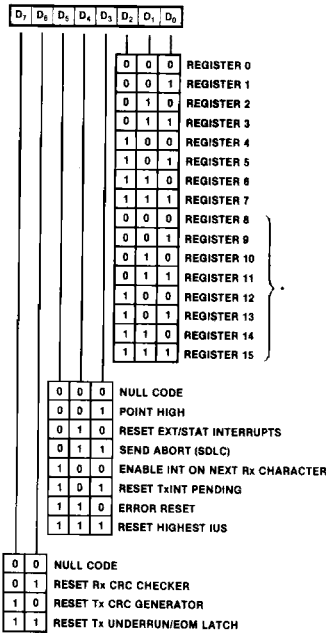 D7 D6 D5 D4 D3 D2 D1 D0
0 0 0 REGISTER 0
0 0 1 REGISTER 1
0 1 0 REGISTER 2
0 1 1 REGISTER 3
1 0 0 REGISTER 4
1 0 1 REGISTER 5
1 1 0 REGISTER 6
1 1 1 REGISTER 7
0 0 0 REGISTER 8
0 0 1 REGISTER 9
0 1 0 REGISTER 10
0 1 1 REGISTER 11
1 0 0 REGISTER 12
1 0 1 REGISTER 13
1 1 0 REGISTER 14
1 1 1 REGISTER 15
*
0 0 0 NULL CODE
0 0 1 POINT HIGH
0 1 0 RESET EXT/STAT INTERRUPTS
0 1 1 SEND ABORT (SDLC)
1 0 0 ENABLE INT ON NEXT Rx CHARACTER
1 0 1 RESET TxINT PENDING
1 1 0 ERROR RESET
1 1 1 RESET HIGHEST IUS
0 0 NULL CODE
0 1 RESET Rx CRC CHECKER
1 0 RESET Tx CRC GENERATOR
1 1 RESET Tx UNDERRUN/EOM LATCH